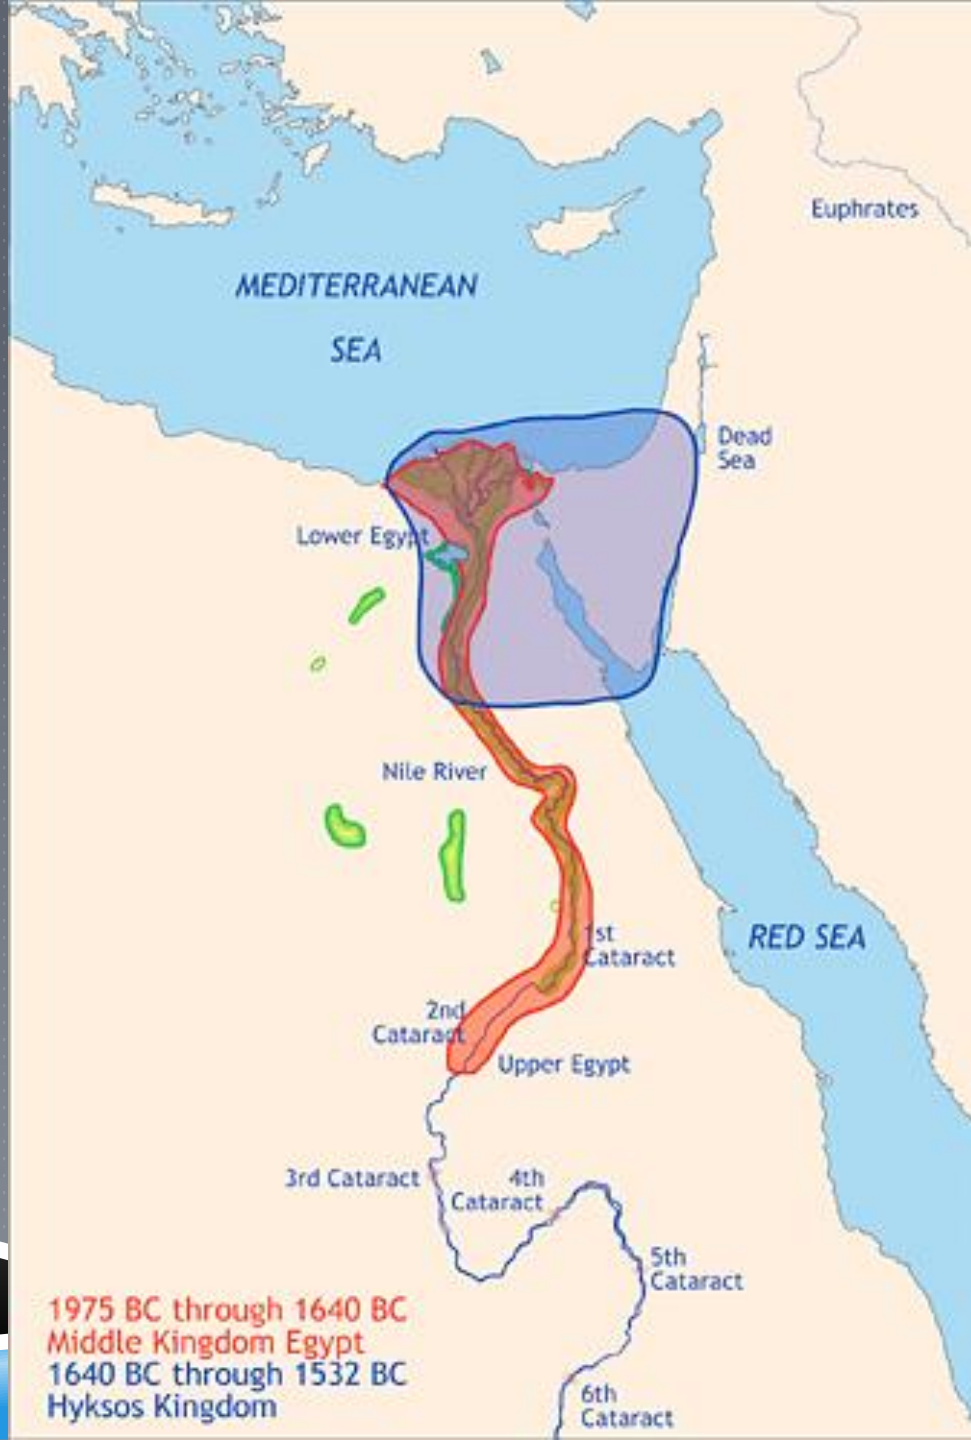 Euphrates
MEDITERRANEAN
SEA
Dead
Sea
Lower Egypt
Nile River
1st
Cataract
RED SEA
2nd
Cataract
Upper Egypt
3rd Cataract
4th
Cataract
5th
Cataract
1975 BC through 1640 BC
Middle Kingdom Egypt
1640 BC through 1532 BC
Hyksos Kingdom
6th
Cataract